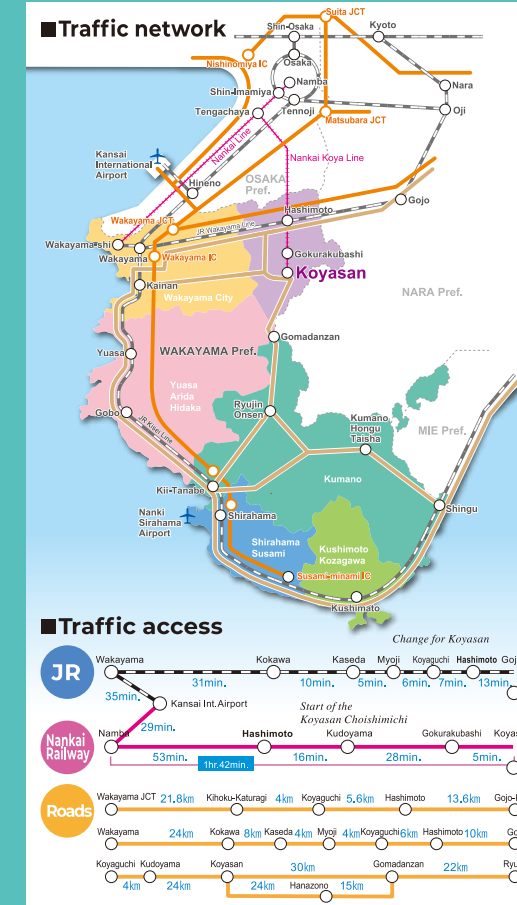 ■Traffic network
Suita JCT
Shin-Osaka
Kyoto
Nishinomiya IC
Osaka
Namba
Nara
Shin-Imamiya
Tengachaya
Tennoji
Oji
Matsubara JCT
Nankai Line
Nankai Koya Line
Kansai
International
Airport
Hineno
OSAKA
Pref.
Gojo
Wakayama JCT
Hashimoto
JR Wakayama Line
Wakayama-shi
Wakayama
Wakayama IC
Gokurakubashi
Koyasan
Kainan
NARA Pref.
Wakayama City
Gomadanzan
Yuasa
WAKAYAMA Pref.
Yuasa
Arida
Hidaka
Ryujin
Onsen
Gobo
JR Kisei Line
Kumano
Hongu
Taisha
MIE Pref.
Kumano
Kii-Tanabe
Shingu
Nanki
Sirahama
Airport
Shirahama
Shirahama
Susami
Kushimoto
Kozagawa
Susami-minami IC
Kushimato
■Traffic access
Change for Koyasan
JR
Wakayama Kokawa Kaseda Myoji Koyaguchi Hashimoto Goj
31min. 10min. 5min. 6min. 7min. 13min.
35min.
Kansai Int. Airport
Start of the
Koyasan Choishimichi
29min.
Nankai
Railway
Namba Hashimoto Kudoyama Gokurakubashi Koyas
53min. 16min. 28min. 5min.
1hr.42min.
Roads
Wakayama JCT 21.8km Kihoku-Katuragi 4km Koyaguchi 5.6km Hashimoto 13.6km Gojo-
Wakayama 24km Kokawa 8km Kaseda 4km Myoji 4km Koyaguchi 6km Hashimoto 10km Go
Koyaguchi Kudoyama Koyasan 30km Gomadanzan 22km Ryu
4km 24km 24km Hanazono 15km